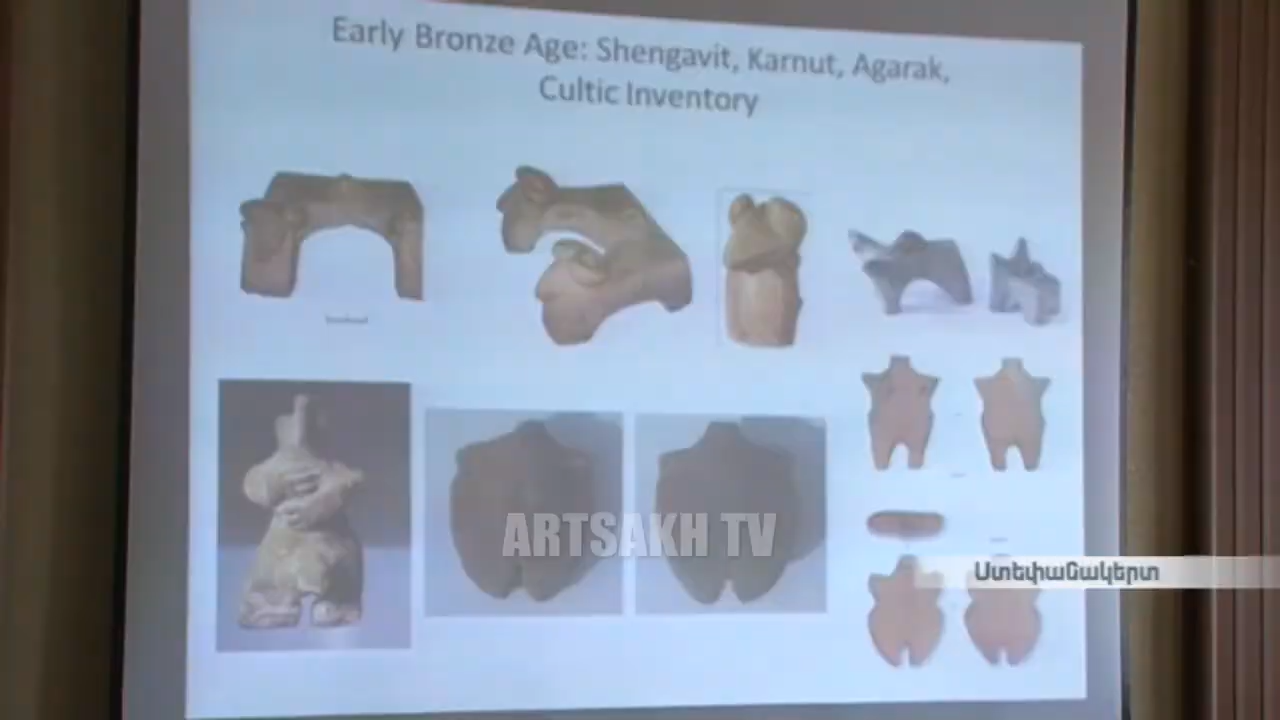 Early Bronze Age: Shengavit, Karnut, Agarak,
Cultic Inventory
ARTSAKH TV
Ստեփանակերտ